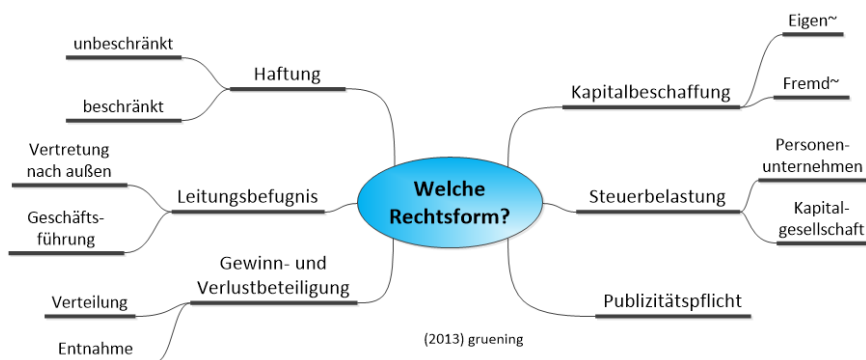 Welche
Rechtsform?
Haftung
unbeschränkt
beschränkt
Leitungsbefugnis
Vertretung
nach außen
Geschäfts-
führung
Gewinn- und
Verlustbeteiligung
Verteilung
Entnahme
Kapitalbeschaffung
Eigen~
Fremd~
Steuerbelastung
Personen-
unternehmen
Kapital-
gesellschaft
Publizitätspflicht
(2013) gruening